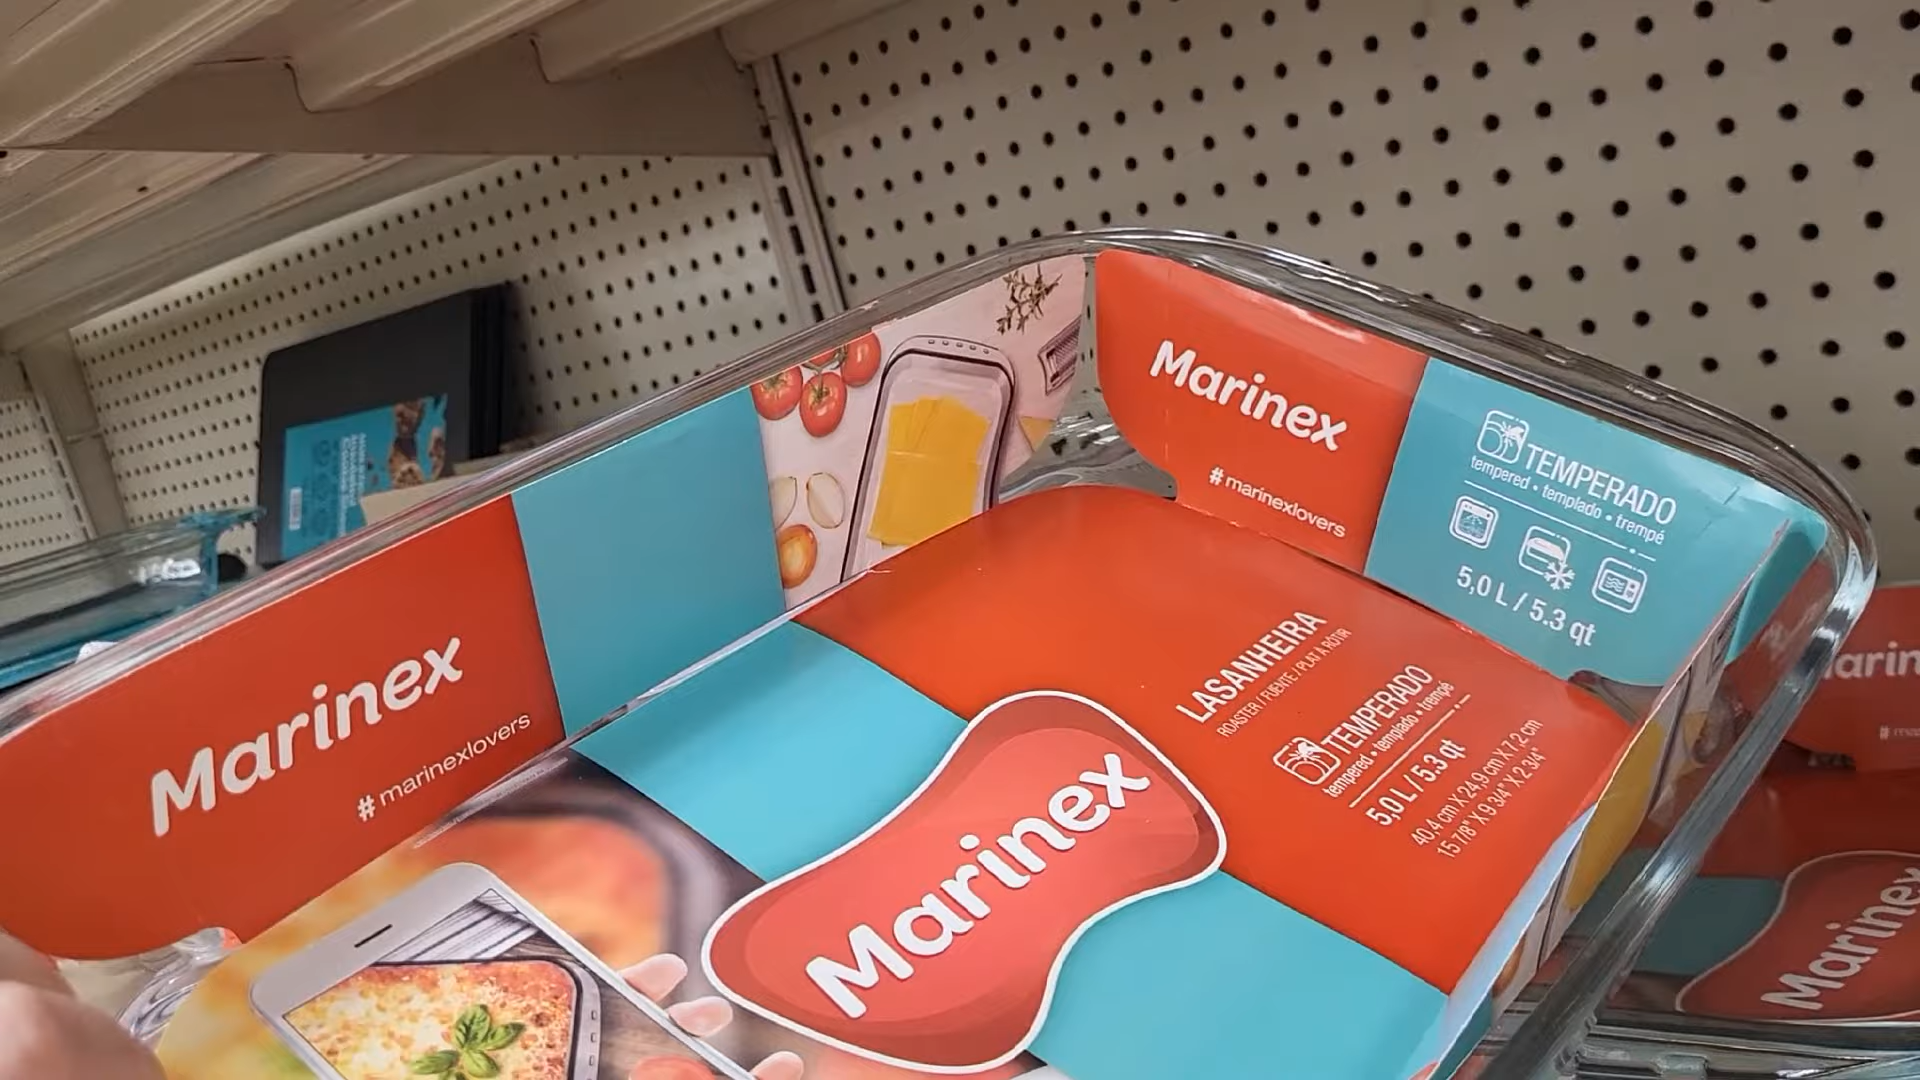 Marinex
#marinexlovers
TEMPERADO
tempered • templado • trempé
5,0 L / 5.3 qt
Marinex
#marinexlovers
LASANHEIRA
ROASTER / FUENTE / PLAT À RÔTIR
TEMPERADO
tempered • templado • trempé
5,0 L / 5.3 qt
40,4 cm X 24,9 cm X 7,2 cm
15 7/8" X 9 3/4" X 2 3/4"
Marinex
arin
Marinex